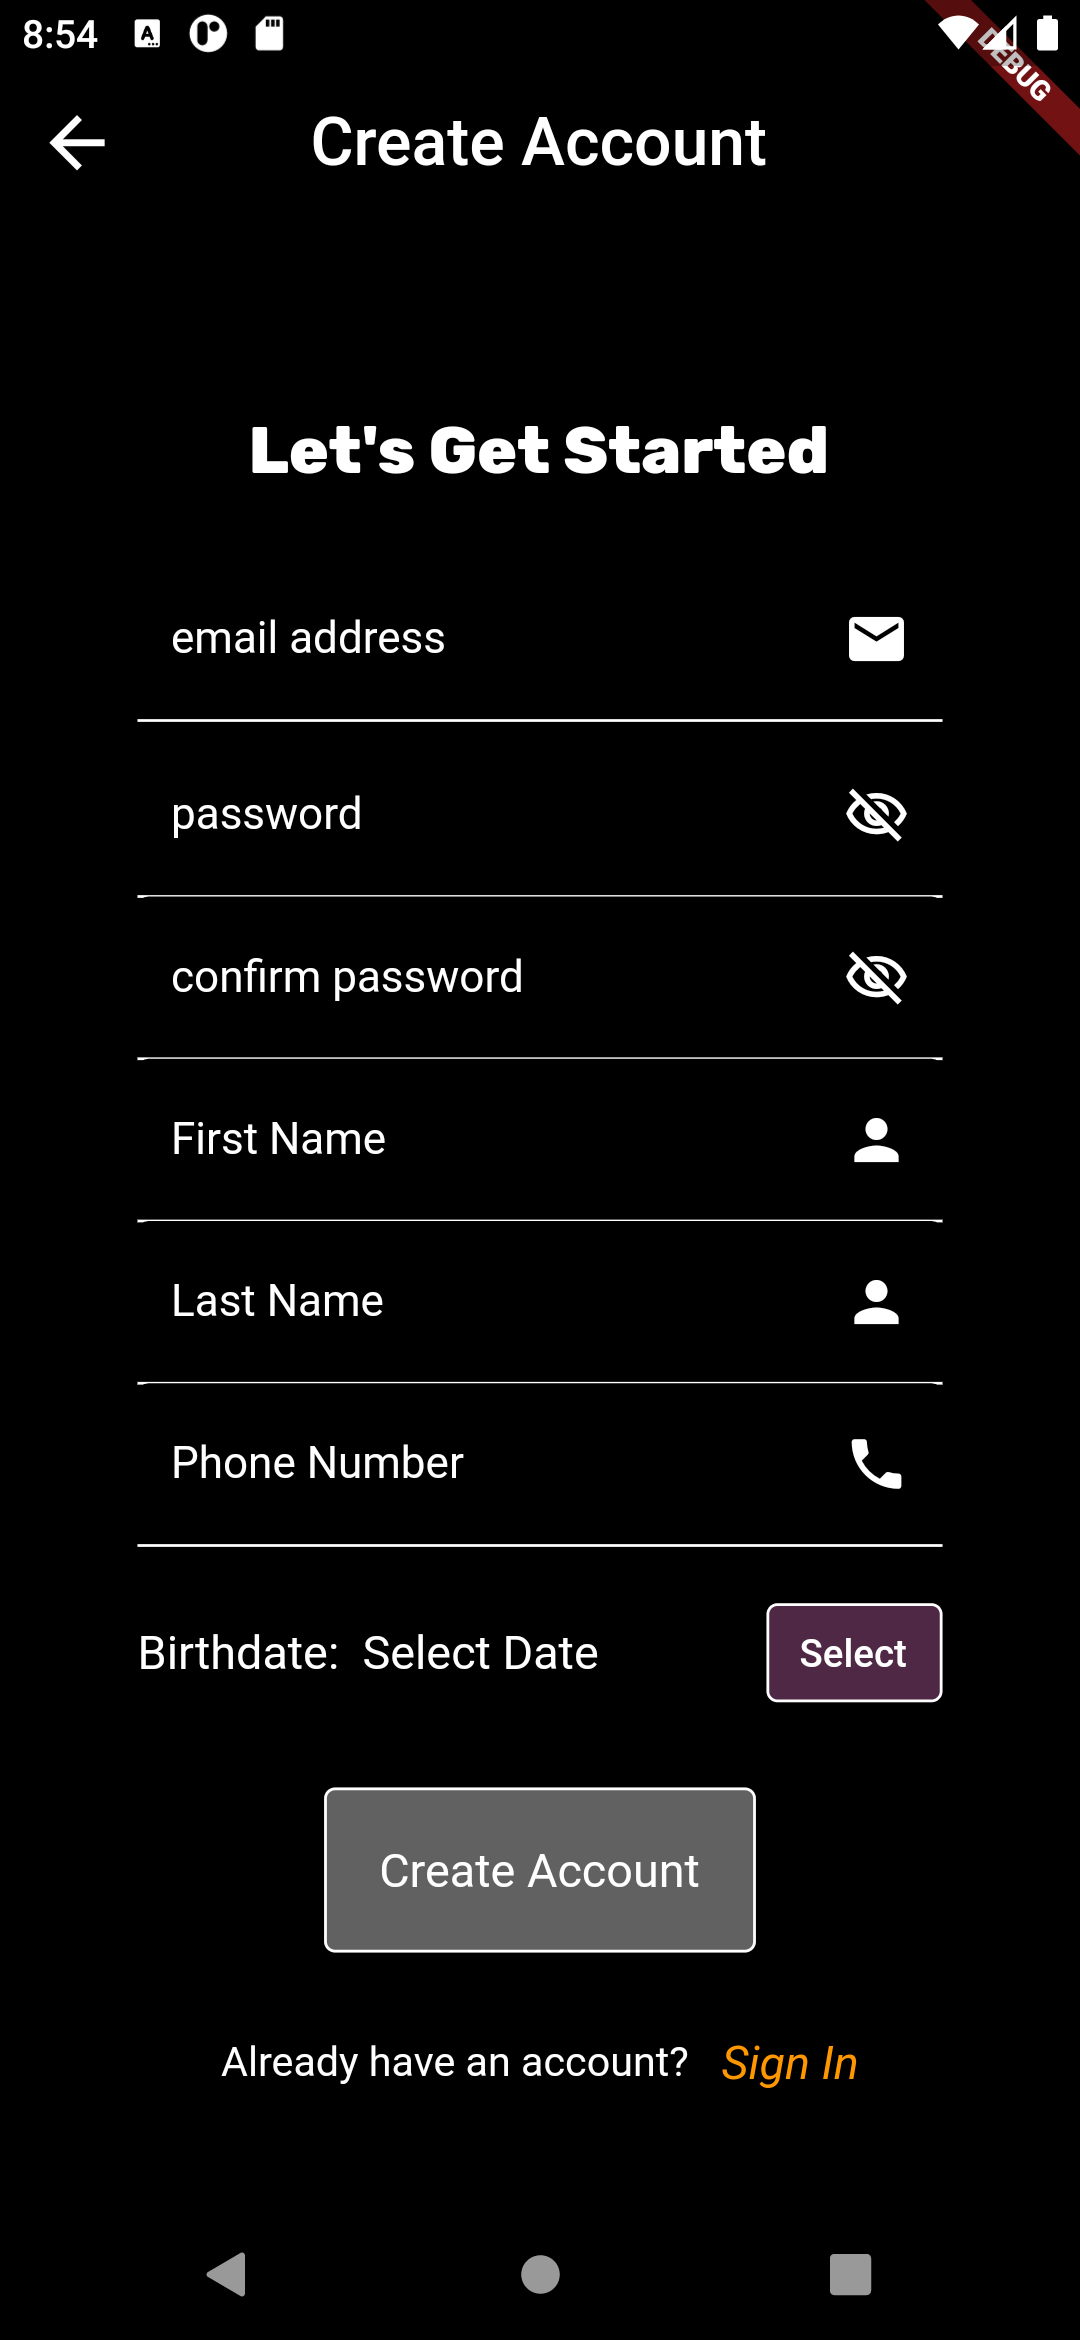 8:54
DEBUG
Create Account
Let's Get Started
email address
password
confirm password
First Name
Last Name
Phone Number
Birthdate: Select Date Select
Create Account
Already have an account? Sign In